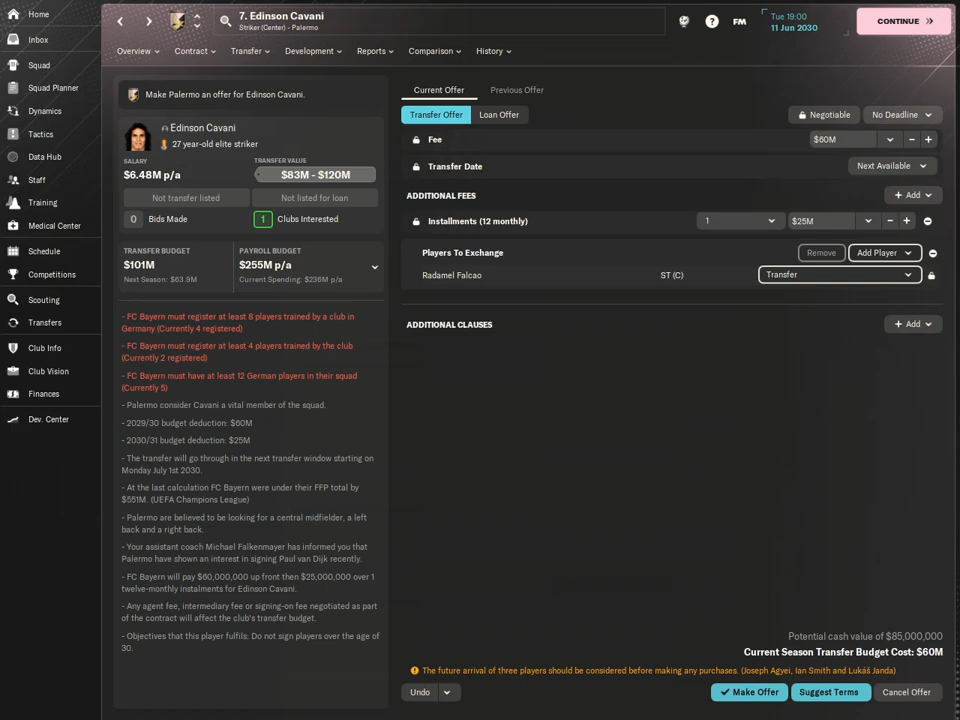 Home
Inbox
Squad
Squad Planner
Dynamics
Tactics
Data Hub
Staff
Training
Medical Center
Schedule
Competitions
Scouting
Transfers
Club Info
Club Vision
Finances
Dev. Center
7. Edinson Cavani
Striker (Center) - Palermo
? FM
Tue 19:00
11 Jun 2030
CONTINUE
Overview Contract Transfer Development Reports Comparison History
Make Palermo an offer for Edinson Cavani.
Edinson Cavani
27 year-old elite striker
SALARY TRANSFER VALUE
$6.48M p/a $83M - $120M
Not transfer listed Not listed for loan
0 Bids Made 1 Clubs Interested
TRANSFER BUDGET PAYROLL BUDGET
$101M $255M p/a
Next Season: $63.9M Current Spending: $236M p/a
- FC Bayern must register at least 8 players trained by a club in
Germany (Currently 4 registered)
- FC Bayern must register at least 4 players trained by the club
(Currently 2 registered)
- FC Bayern must have at least 12 German players in their squad
(Currently 5)
- Palermo consider Cavani a vital member of the squad.
- 2029/30 budget deduction: $60M
- 2030/31 budget deduction: $25M
- The transfer will go through in the next transfer window starting on
Monday July 1st 2030.
- At the last calculation FC Bayern were under their FFP total by
$551M. (UEFA Champions League)
- Palermo are believed to be looking for a central midfielder, a left
back and a right back.
- Your assistant coach Michael Falkenmayer has informed you that
Palermo have shown an interest in signing Paul van Dijk recently.
- FC Bayern will pay $60,000,000 up front then $25,000,000 over 1
twelve-monthly instalments for Edinson Cavani.
- Any agent fee, intermediary fee or signing-on fee negotiated as part
of the contract will affect the club's transfer budget.
- Objectives that this player fulfils: Do not sign players over the age of
30.
Current Offer Previous Offer
Transfer Offer Loan Offer Negotiable No Deadline
Fee $60M
Transfer Date Next Available
ADDITIONAL FEES + Add
Installments (12 monthly) 1 $25M
Players To Exchange Remove Add Player
Radamel Falcao ST (C) Transfer
ADDITIONAL CLAUSES + Add
Potential cash value of $85,000,000
Current Season Transfer Budget Cost: $60M
The future arrival of three players should be considered before making any purchases. (Joseph Agyei, Ian Smith and Lukáš Janda)
Undo Make Offer Suggest Terms Cancel Offer